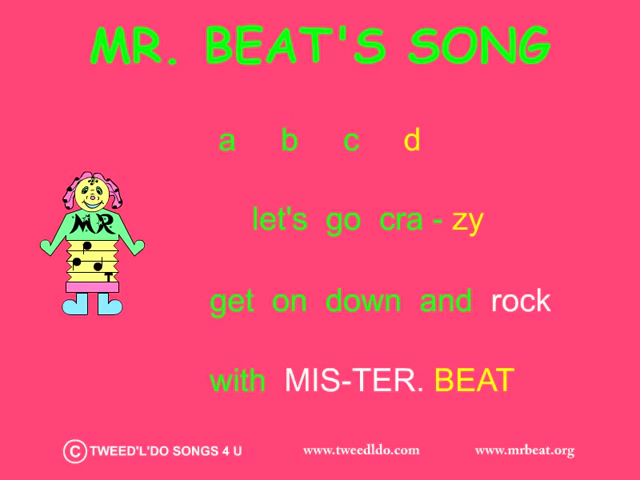 MR. BEAT'S SONG
a b c d
MR
let's go cra - zy
T
get on down and rock
with MIS-TER. BEAT
© TWEED'L'DO SONGS 4 U www.tweedldo.com www.mrbeat.org